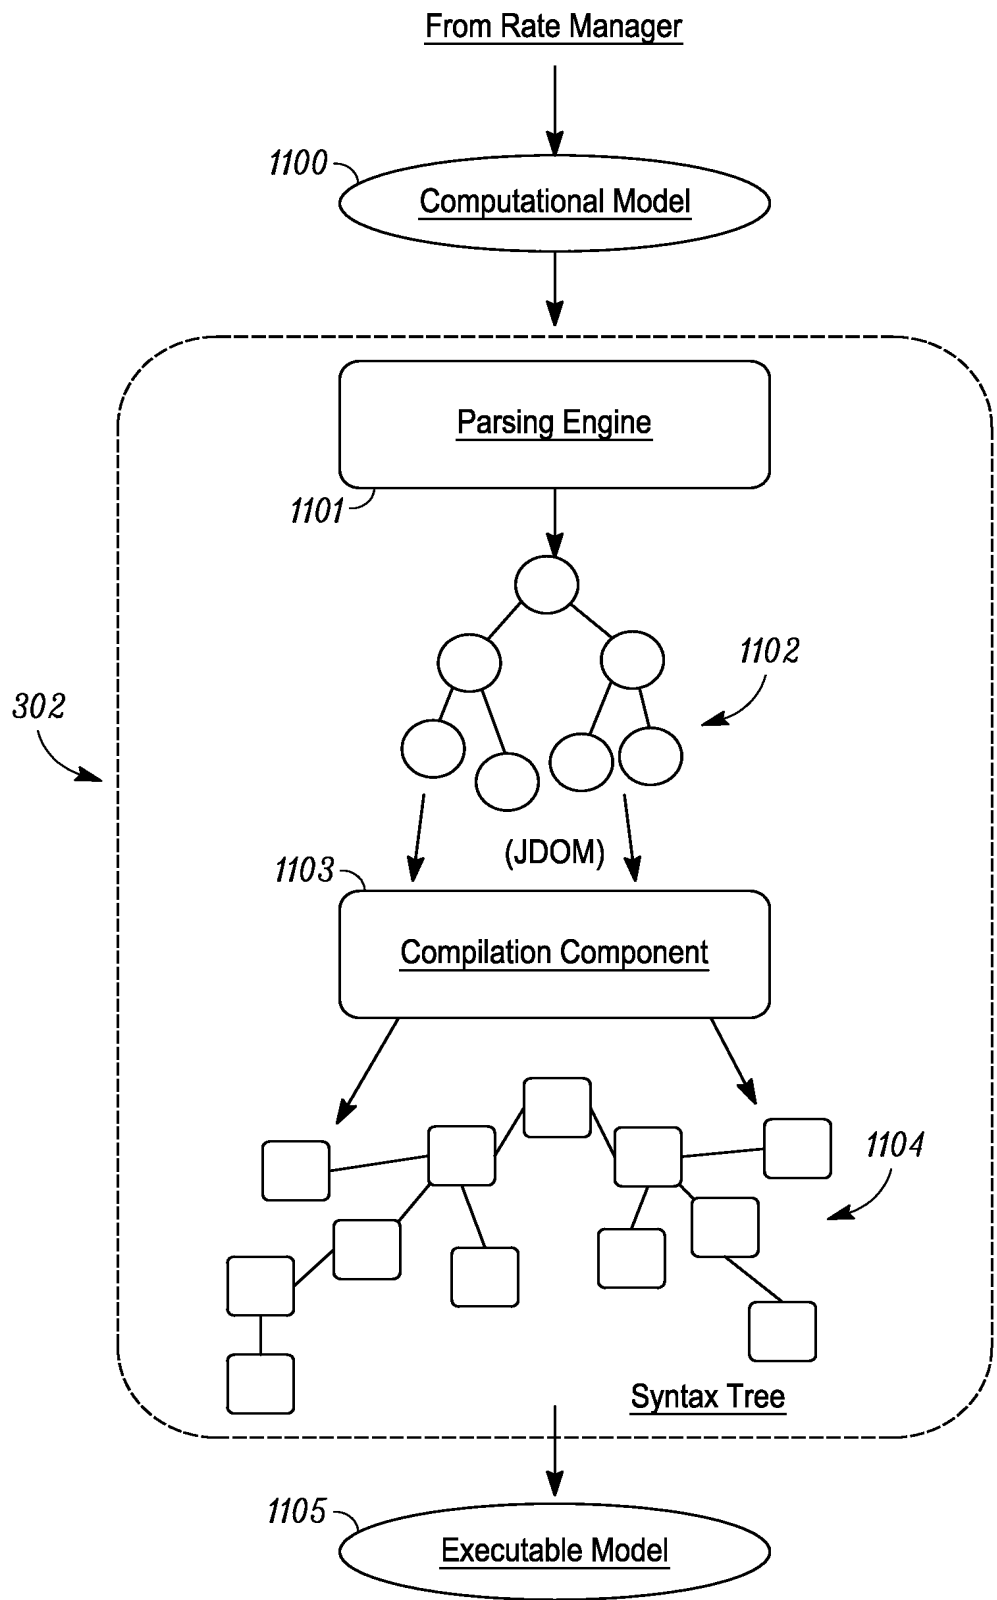 From Rate Manager
1100
Computational Model
Parsing Engine
1101
1102
302
(JDOM)
1103
Compilation Component
1104
Syntax Tree
1105
Executable Model